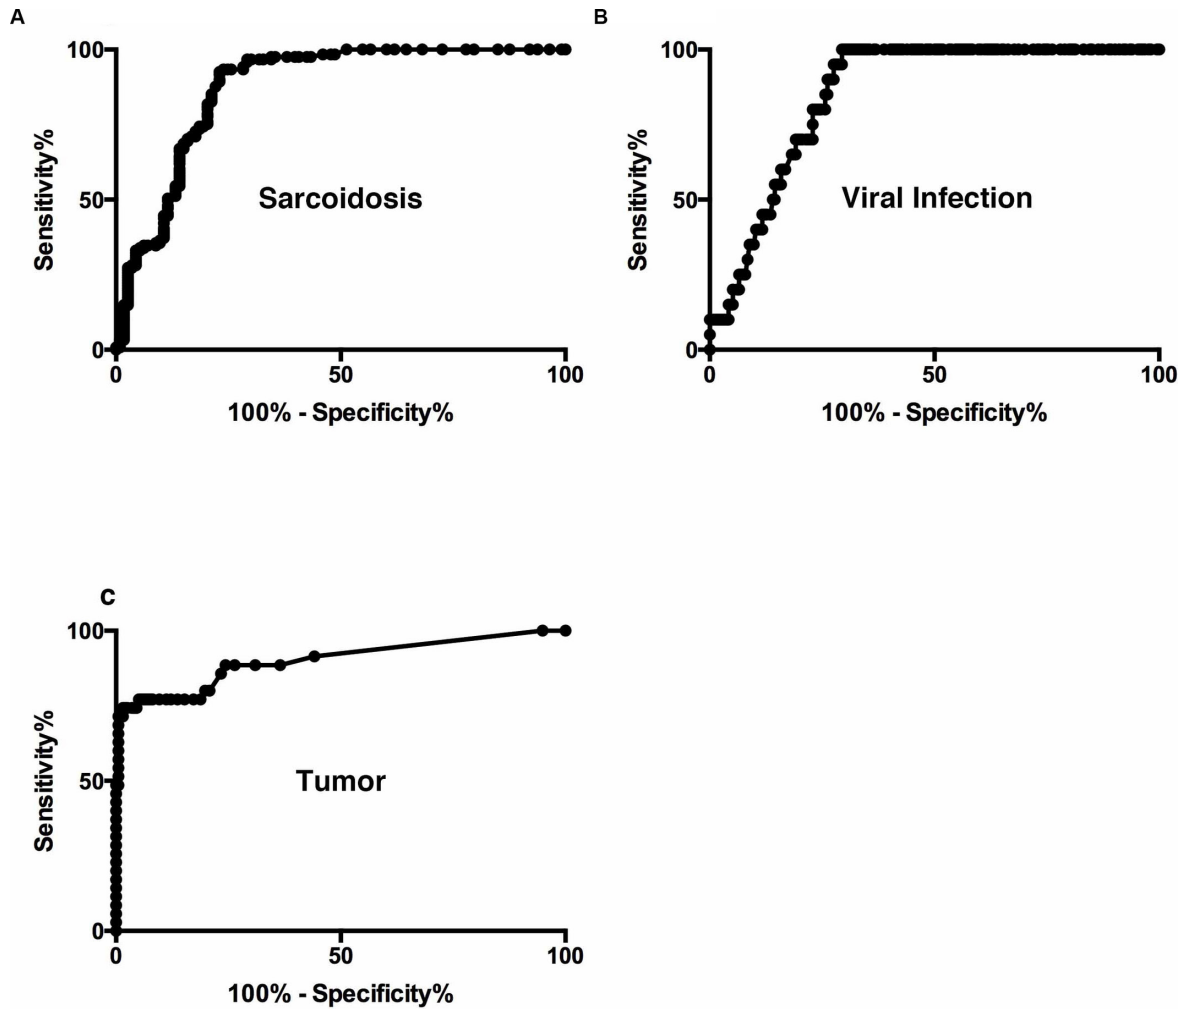 A
100
50
0
Sensitivity%
Sarcoidosis
0 50 100
100% - Specificity%
B
100
50
0
Sensitivity%
Viral Infection
0 50 100
100% - Specificity%
C
100
50
0
Sensitivity%
Tumor
0 50 100
100% - Specificity%